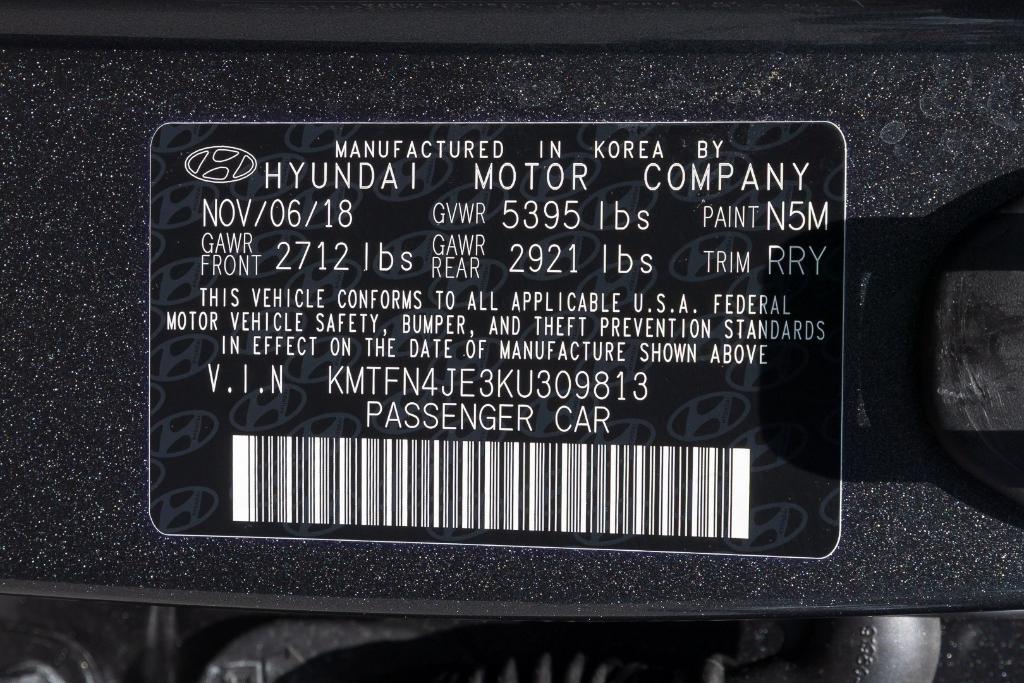 MANUFACTURED IN KOREA BY
HYUNDAI MOTOR COMPANY
NOV/06/18 GVWR 5395 lbs PAINT N5M
GAWR FRONT 2712 lbs GAWR REAR 2921 lbs TRIM RRY
THIS VEHICLE CONFORMS TO ALL APPLICABLE U.S.A. FEDERAL
MOTOR VEHICLE SAFETY, BUMPER, AND THEFT PREVENTION STANDARDS
IN EFFECT ON THE DATE OF MANUFACTURE SHOWN ABOVE
V.I.N KMTFN4JE3KU309813
PASSENGER CAR